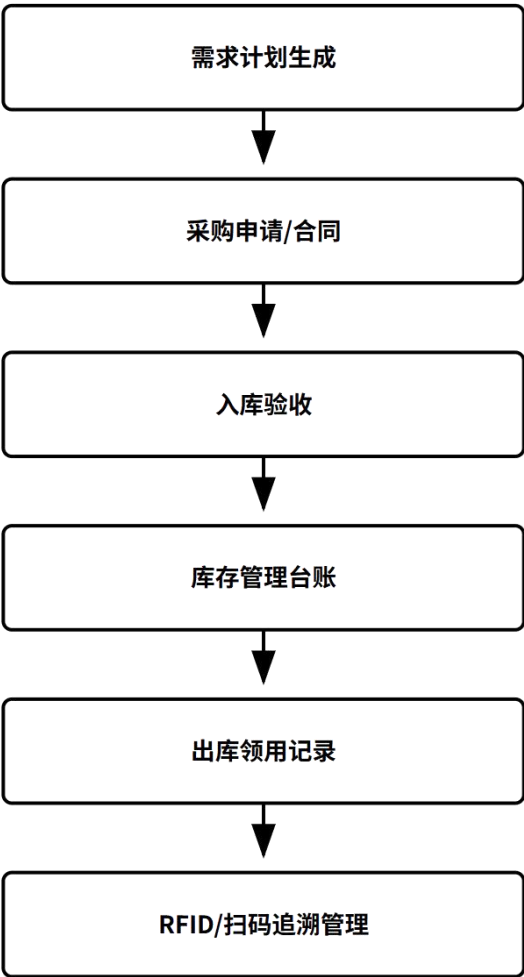 需求计划生成
采购申请/合同
入库验收
库存管理台账
出库领用记录
RFID/扫码追溯管理